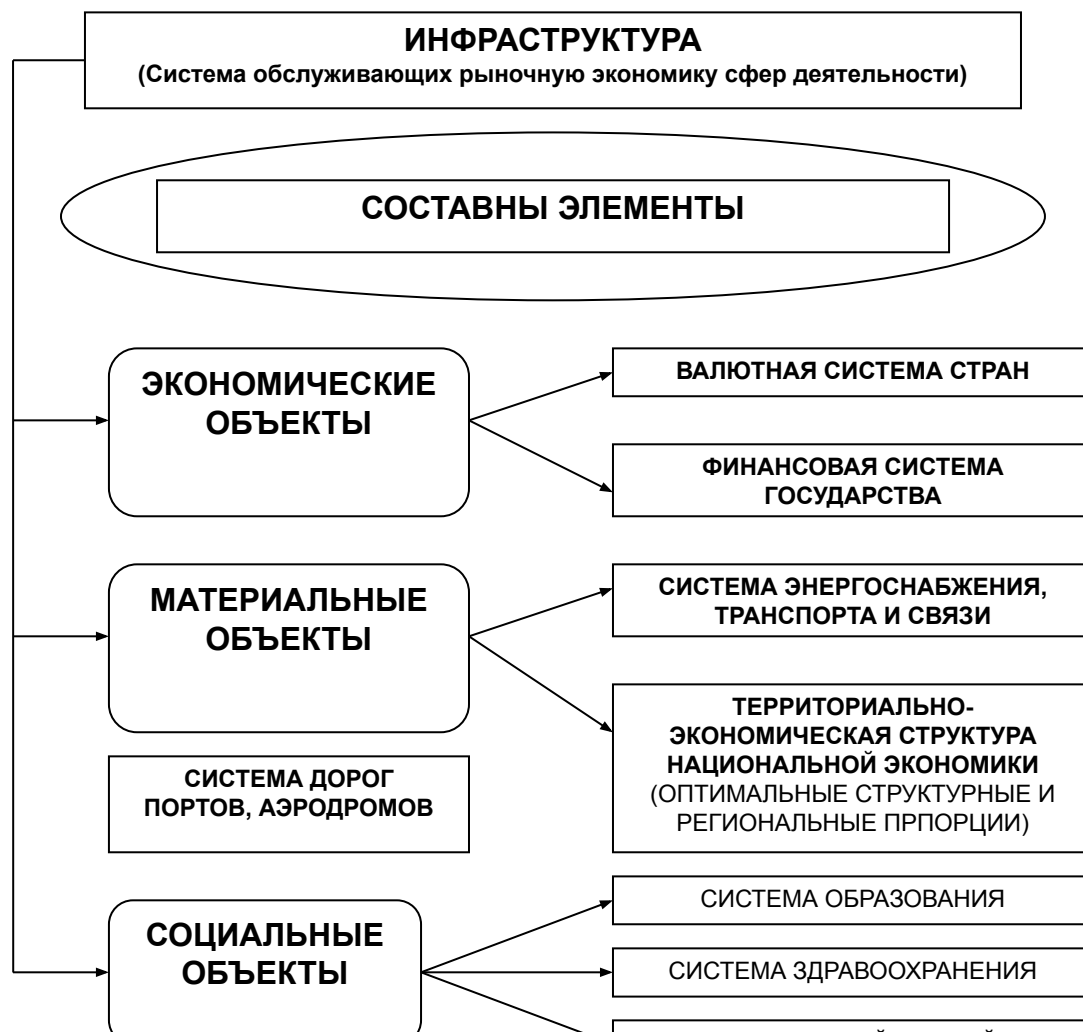 ИНФРАСТРУКТУРА
(Система обслуживающих рыночную экономику сфер деятельности)
СОСТАВНЫ ЭЛЕМЕНТЫ
ЭКОНОМИЧЕСКИЕ
ОБЪЕКТЫ
ВАЛЮТНАЯ СИСТЕМА СТРАН
ФИНАНСОВАЯ СИСТЕМА
ГОСУДАРСТВА
МАТЕРИАЛЬНЫЕ
ОБЪЕКТЫ
СИСТЕМА ЭНЕРГОСНАБЖЕНИЯ,
ТРАНСПОРТА И СВЯЗИ
ТЕРРИТОРИАЛЬНО-
ЭКОНОМИЧЕСКАЯ СТРУКТУРА
НАЦИОНАЛЬНОЙ ЭКОНОМИКИ
(ОПТИМАЛЬНЫЕ СТРУКТУРНЫЕ И
РЕГИОНАЛЬНЫЕ ПРПОРЦИИ)
СИСТЕМА ДОРОГ
ПОРТОВ, АЭРОДРОМОВ
СОЦИАЛЬНЫЕ
ОБЪЕКТЫ
СИСТЕМА ОБРАЗОВАНИЯ
СИСТЕМА ЗДРАВООХРАНЕНИЯ